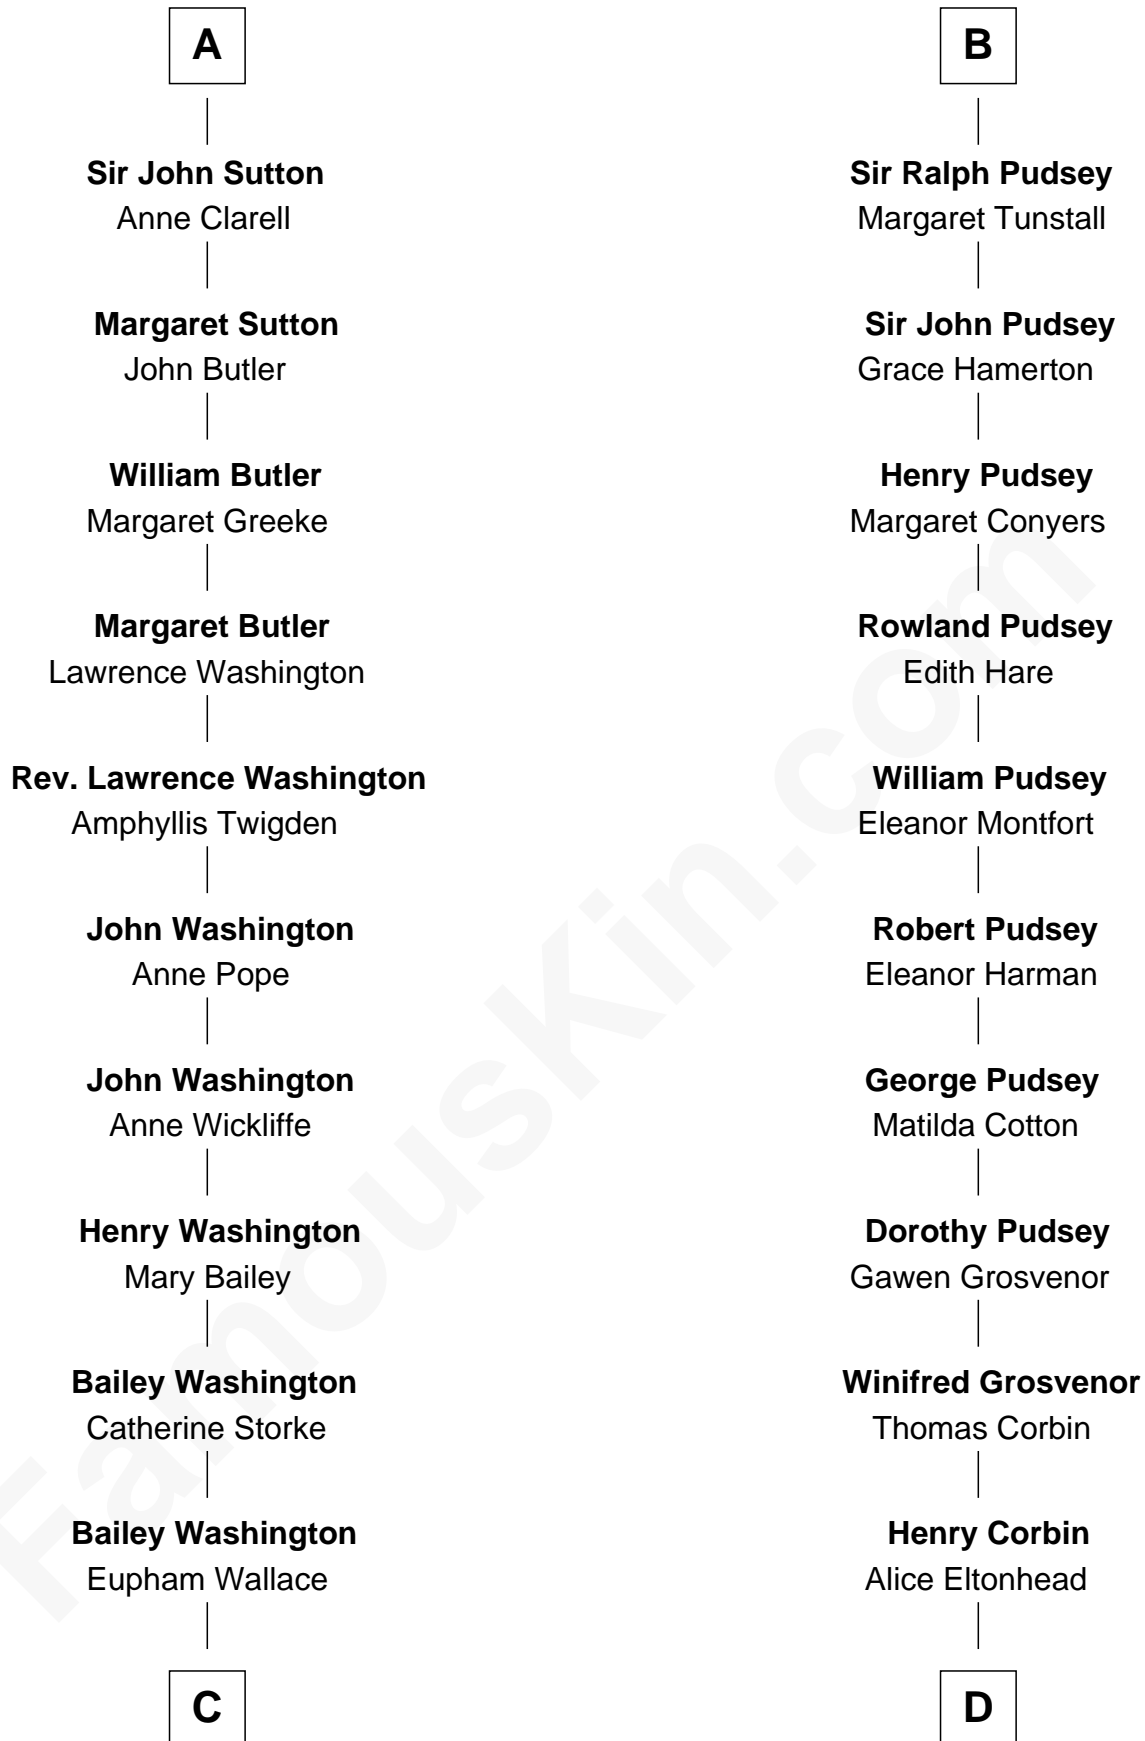 A
Sir John Sutton
Anne Clarell
Margaret Sutton
John Butler
William Butler
Margaret Greeke
Margaret Butler
Lawrence Washington
Rev. Lawrence Washington
Amphyllis Twigden
John Washington
Anne Pope
John Washington
Anne Wickliffe
Henry Washington
Mary Bailey
Bailey Washington
Catherine Storke
Bailey Washington
Eupham Wallace
C
B
Sir Ralph Pudsey
Margaret Tunstall
Sir John Pudsey
Grace Hamerton
Henry Pudsey
Margaret Conyers
Rowland Pudsey
Edith Hare
William Pudsey
Eleanor Montfort
Robert Pudsey
Eleanor Harman
George Pudsey
Matilda Cotton
Dorothy Pudsey
Gawen Grosvenor
Winifred Grosvenor
Thomas Corbin
Henry Corbin
Alice Eltonhead
D
FamousKin.com